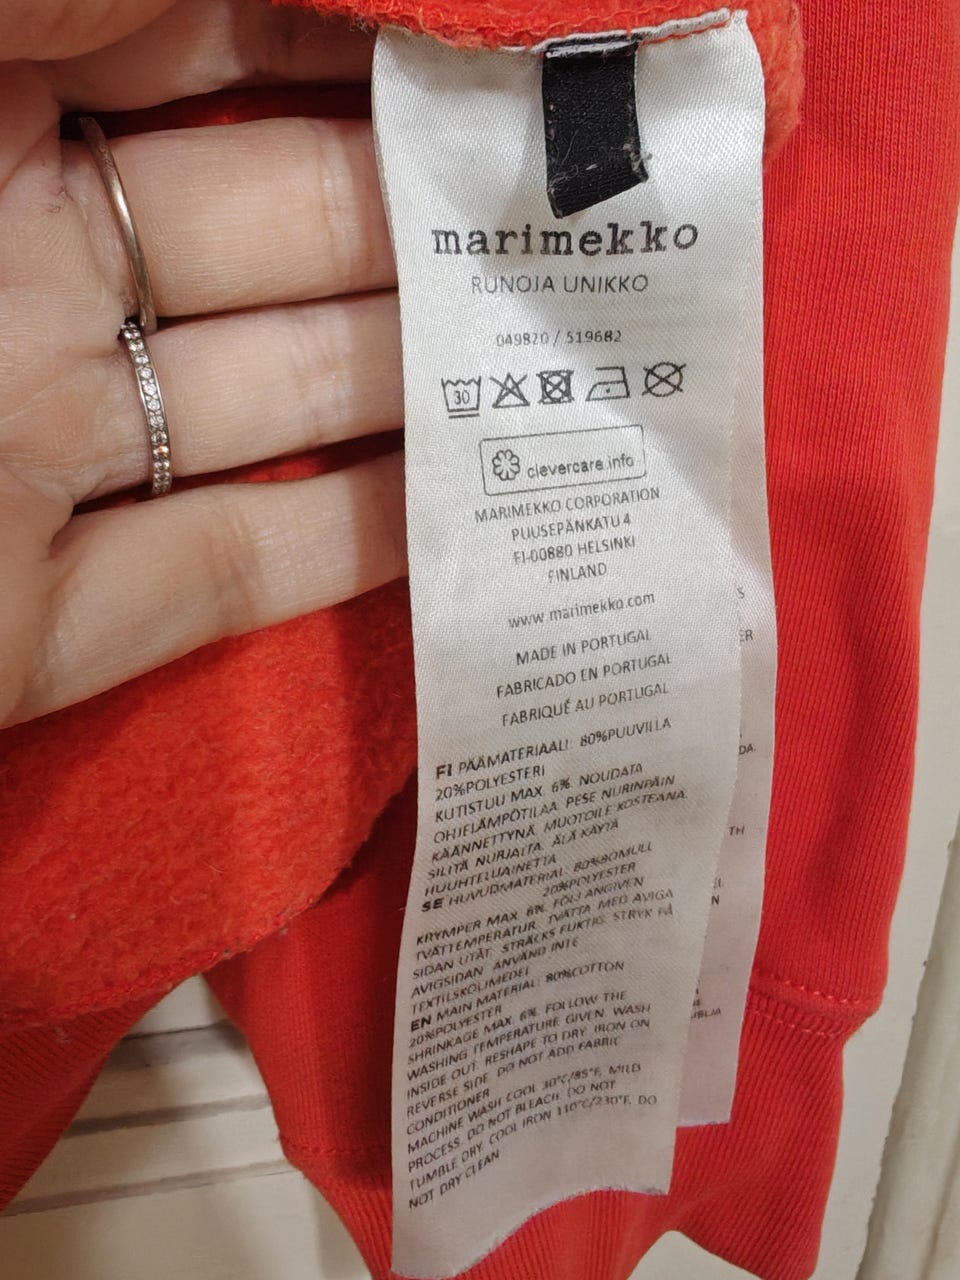 marimekko
RUNOJA UNIKKO
049820 / 519682
30
clevercare.info
MARIMEKKO CORPORATION
PUUSEPÄNKATU 4
FI-00880 HELSINKI
FINLAND
www.marimekko.com
MADE IN PORTUGAL
FABRICADO EN PORTUGAL
FABRIQUÉ AU PORTUGAL
FI PÄÄMATERIAALI: 80%PUUVILLA
20%POLYESTERI
KUTISTUU MAX. 6%. NOUDATA
OHJELÄMPÖTILAA. PESE NURINPÄIN
KÄÄNNETTYNÄ. MUOTOILE KOSTEANA.
SILITÄ NURJALTA. ÄLÄ KÄYTÄ
HUUHTELUAINETTA
SE HUVUDMATERIAL: 80%BOMULL
20%POLYESTER
KRYMPER MAX. 6%. FÖLJ ANGIVEN
TVÄTTEMPERATUR. TVÄTTA MED AVIGA
SIDAN UTÅT. STRÄCKS FUKTIG. STRYK PÅ
AVIGSIDAN. ANVÄND INTE
TEXTILSKÖLJMEDEL
EN MAIN MATERIAL: 80%COTTON
20%POLYESTER
SHRINKAGE MAX. 6%. FOLLOW THE
WASHING TEMPERATURE GIVEN. WASH
INSIDE OUT. RESHAPE TO DRY. IRON ON
REVERSE SIDE. DO NOT ADD FABRIC
CONDITIONER
MACHINE WASH COOL 30°C/85°F, MILD
PROCESS. DO NOT BLEACH. DO NOT
TUMBLE DRY. COOL IRON 110°C/230°F. DO
NOT DRY CLEAN